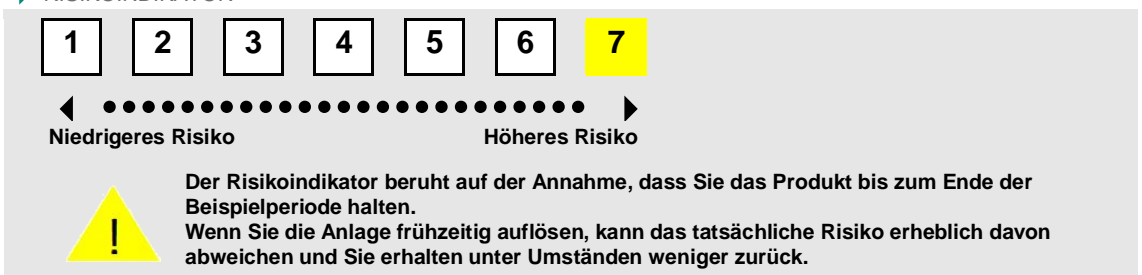 RISIKOINDIKATOR
1 2 3 4 5 6 7
Niedrigeres Risiko Höheres Risiko
Der Risikoindikator beruht auf der Annahme, dass Sie das Produkt bis zum Ende der
Beispielperiode halten.
Wenn Sie die Anlage frühzeitig auflösen, kann das tatsächliche Risiko erheblich davon
abweichen und Sie erhalten unter Umständen weniger zurück.
!